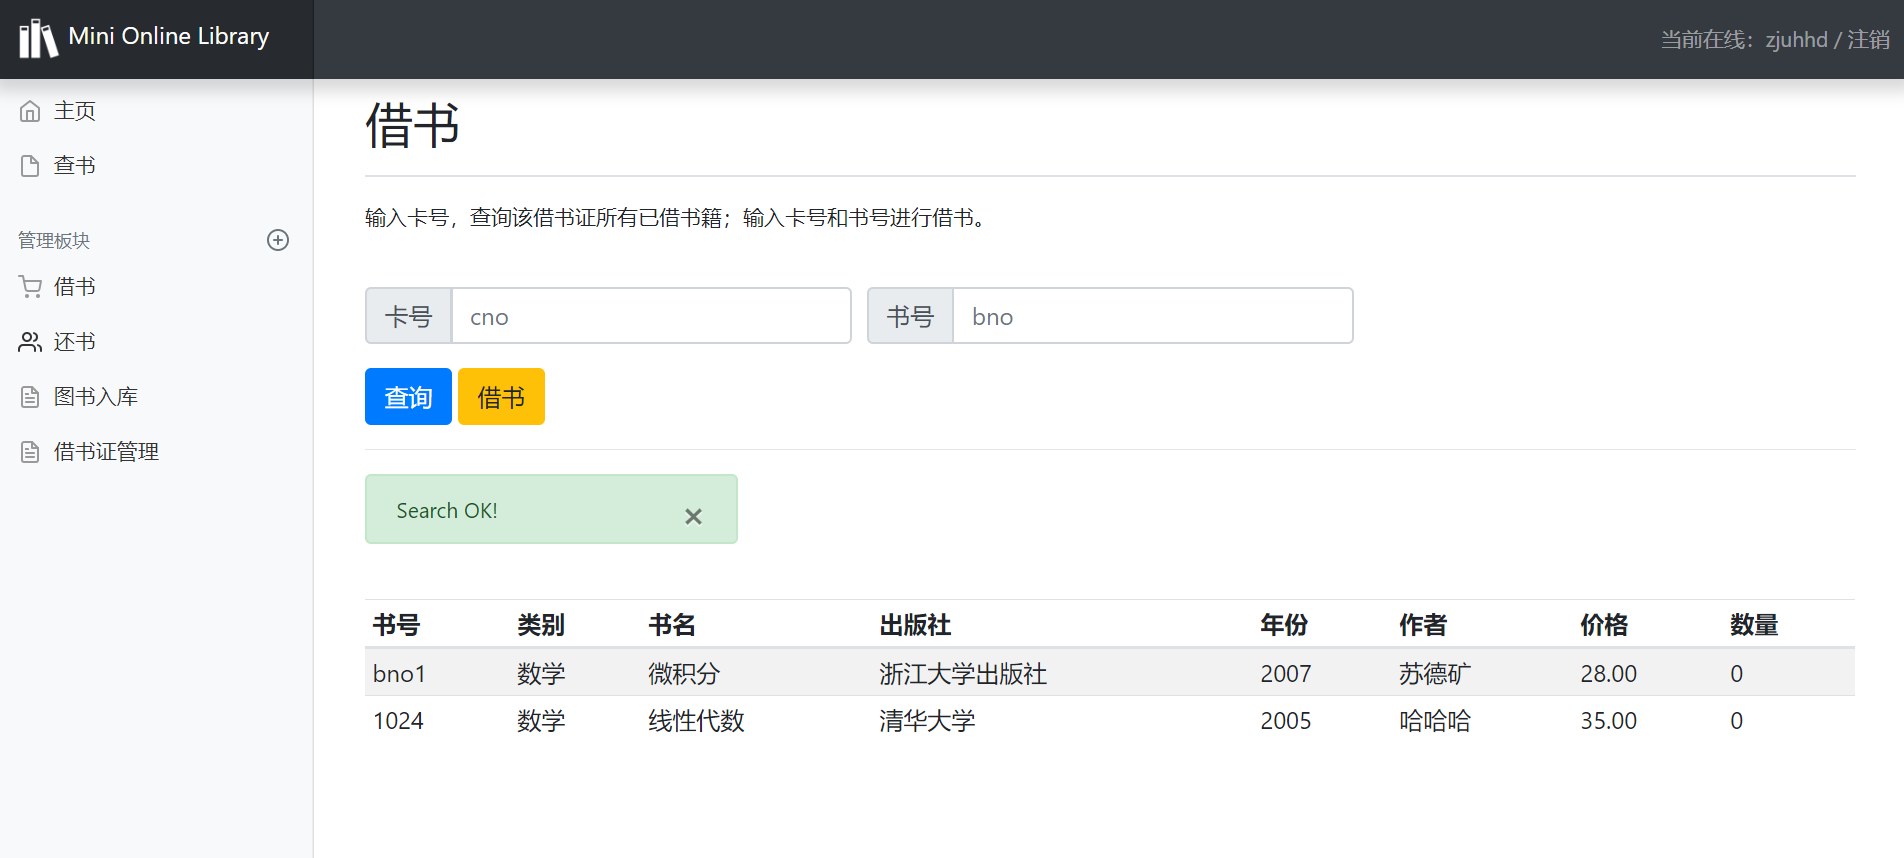 Mini Online Library
当前在线：zjuhhd / 注销
主页
查书
管理板块
借书
还书
图书入库
借书证管理
借书
输入卡号，查询该借书证所有已借书籍；输入卡号和书号进行借书。
卡号 cno 书号 bno
查询 借书
Search OK! ×
书号 类别 书名 出版社 年份 作者 价格 数量
bno1 数学 微积分 浙江大学出版社 2007 苏德矿 28.00 0
1024 数学 线性代数 清华大学 2005 哈哈哈 35.00 0